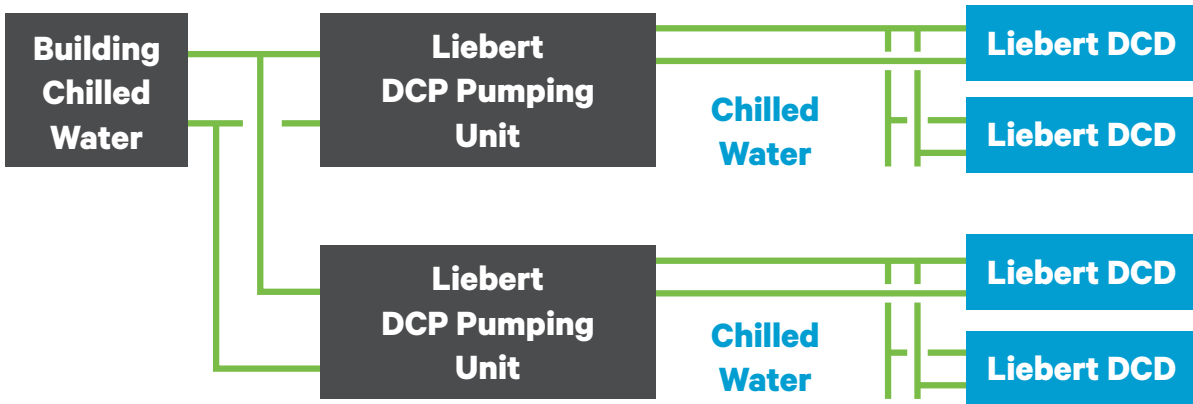 Building
Chilled
Water
Liebert
DCP Pumping
Unit
Chilled
Water
Liebert DCD
Liebert DCD
Liebert
DCP Pumping
Unit
Chilled
Water
Liebert DCD
Liebert DCD